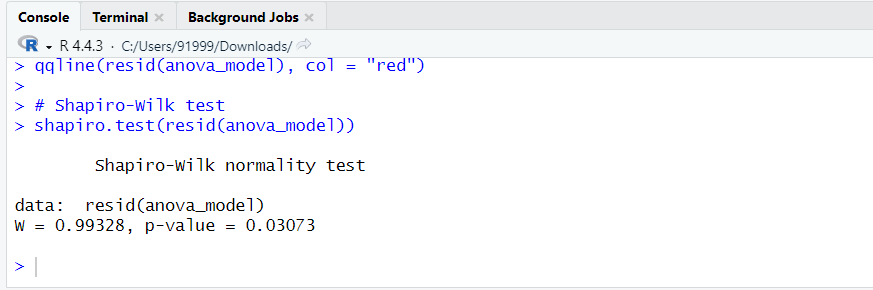 Console Terminal Background Jobs
R R 4.4.3 · C:/Users/91999/Downloads/
> qqline(resid(anova_model), col = "red")
>
> # Shapiro-Wilk test
> shapiro.test(resid(anova_model))
Shapiro-Wilk normality test
data:  resid(anova_model)
W = 0.99328, p-value = 0.03073
>